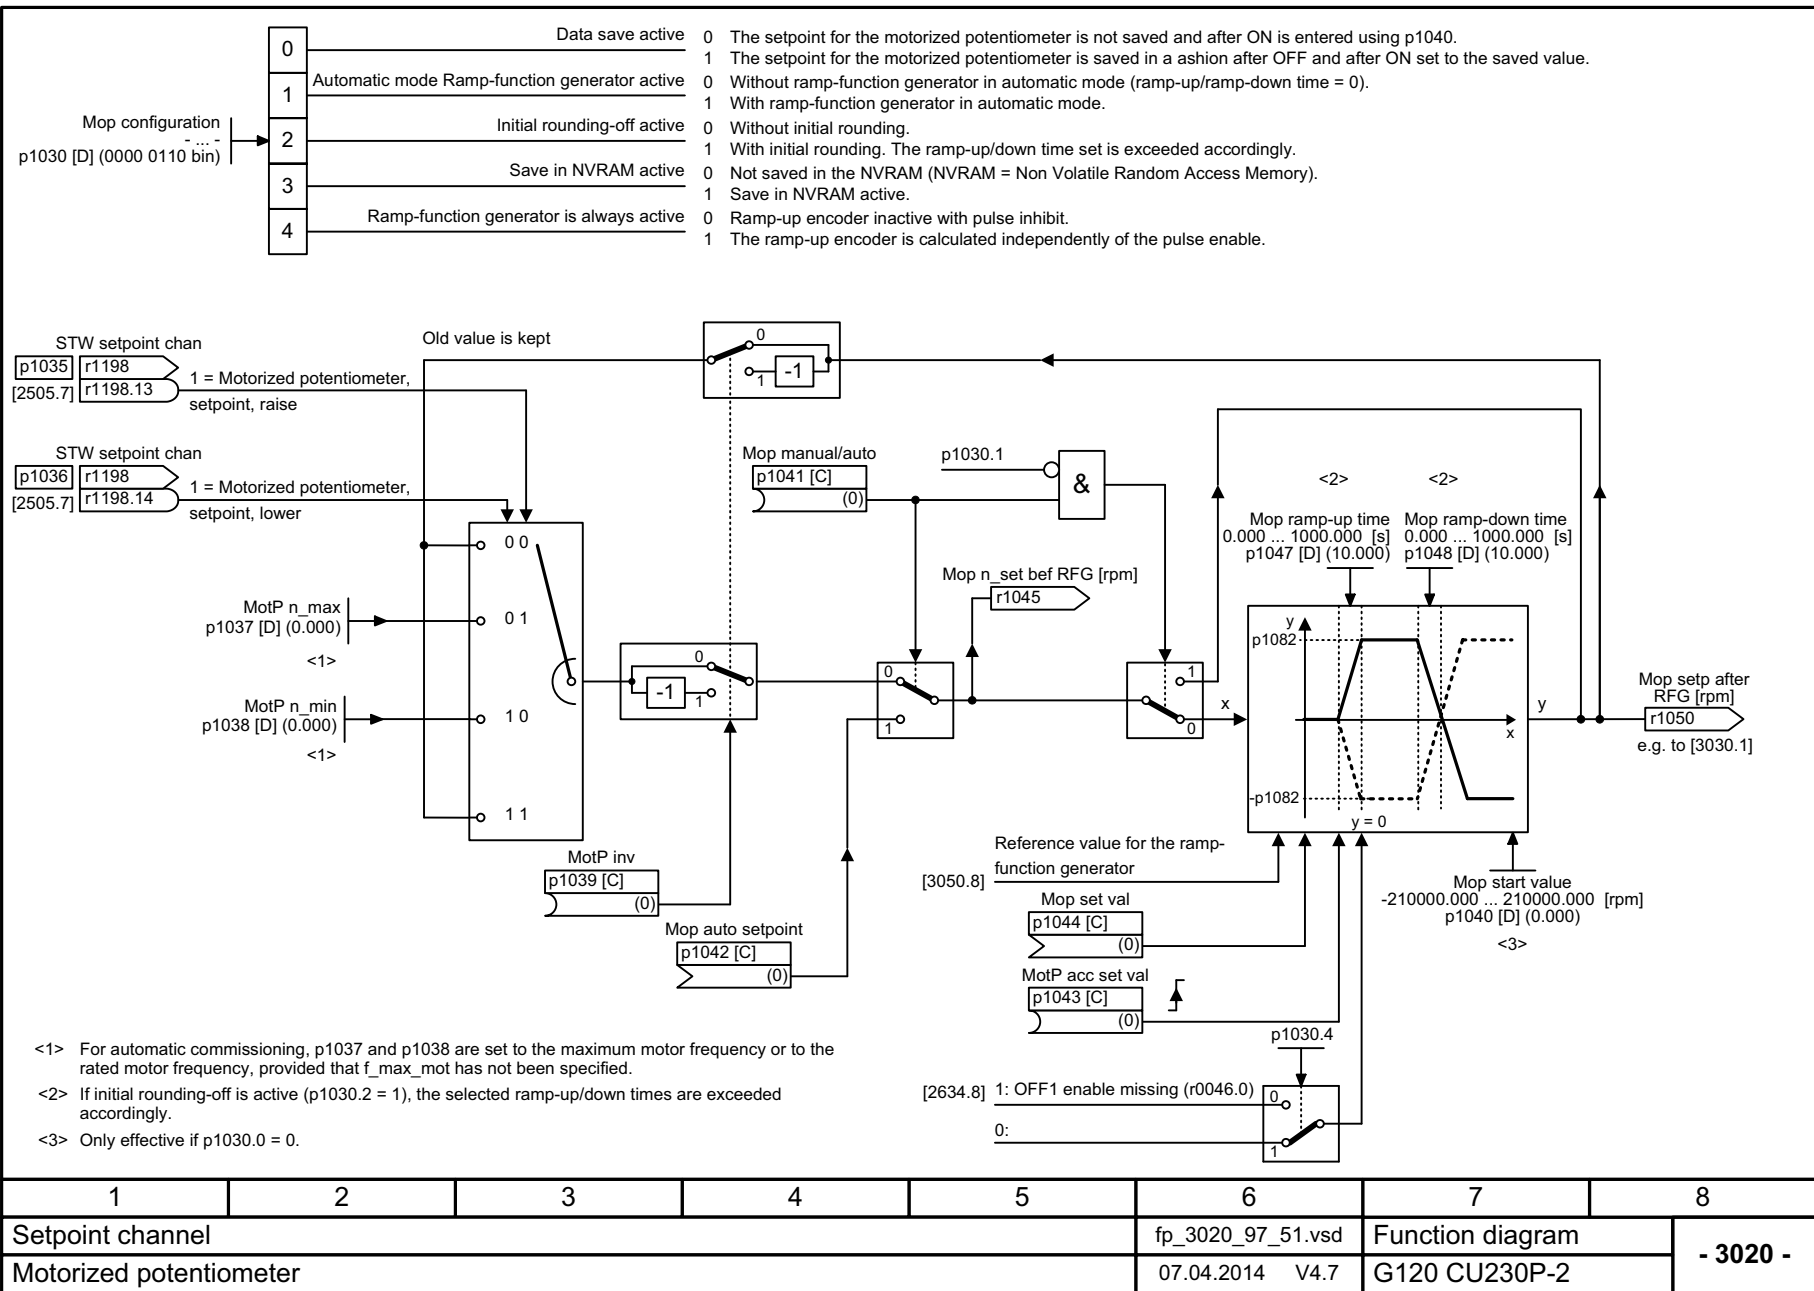 0
Data save active
0 The setpoint for the motorized potentiometer is not saved and after ON is entered using p1040.
1 The setpoint for the motorized potentiometer is saved in a ashion after OFF and after ON set to the saved value.
1
Automatic mode Ramp-function generator active
0 Without ramp-function generator in automatic mode (ramp-up/ramp-down time = 0).
1 With ramp-function generator in automatic mode.
Mop configuration
- ... -
p1030 [D] (0000 0110 bin)
2
Initial rounding-off active
0 Without initial rounding.
1 With initial rounding. The ramp-up/down time set is exceeded accordingly.
3
Save in NVRAM active
0 Not saved in the NVRAM (NVRAM = Non Volatile Random Access Memory).
1 Save in NVRAM active.
4
Ramp-function generator is always active
0 Ramp-up encoder inactive with pulse inhibit.
1 The ramp-up encoder is calculated independently of the pulse enable.
STW setpoint chan
p1035 r1198
[2505.7] r1198.13
1 = Motorized potentiometer,
setpoint, raise
Old value is kept
0
1
-1
STW setpoint chan
p1036 r1198
[2505.7] r1198.14
1 = Motorized potentiometer,
setpoint, lower
Mop manual/auto
p1041 [C]
(0)
p1030.1
&
<2>
<2>
Mop ramp-up time
0.000 ... 1000.000 [s]
p1047 [D] (10.000)
Mop ramp-down time
0.000 ... 1000.000 [s]
p1048 [D] (10.000)
0 0
0 1
1 0
1 1
MotP n_max
p1037 [D] (0.000)
<1>
MotP n_min
p1038 [D] (0.000)
<1>
0
-1
1
Mop n_set bef RFG [rpm]
r1045
0
1
1
0
x
y
p1082
-p1082
x
y = 0
y
Mop setp after
RFG [rpm]
r1050
e.g. to [3030.1]
MotP inv
p1039 [C]
(0)
Mop auto setpoint
p1042 [C]
(0)
Reference value for the ramp-
function generator
[3050.8]
Mop set val
p1044 [C]
(0)
MotP acc set val
p1043 [C]
(0)
Mop start value
-210000.000 ... 210000.000 [rpm]
p1040 [D] (0.000)
<3>
p1030.4
[2634.8] 1: OFF1 enable missing (r0046.0)
0
0:
1
<1> For automatic commissioning, p1037 and p1038 are set to the maximum motor frequency or to the
rated motor frequency, provided that f_max_mot has not been specified.
<2> If initial rounding-off is active (p1030.2 = 1), the selected ramp-up/down times are exceeded
accordingly.
<3> Only effective if p1030.0 = 0.
1 2 3 4 5 6 7 8
Setpoint channel
fp_3020_97_51.vsd
Function diagram
- 3020 -
Motorized potentiometer
07.04.2014 V4.7
G120 CU230P-2